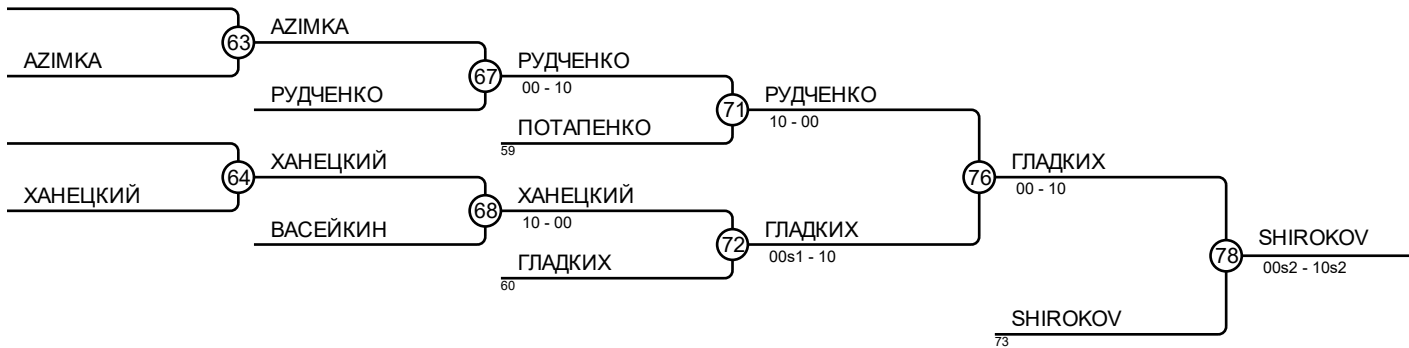 AZIMKA
63
AZIMKA
РУДЧЕНКО
67
РУДЧЕНКО
00 - 10
ПОТАПЕНКО
59
71
РУДЧЕНКО
10 - 00
ХАНЕЦКИЙ
64
ХАНЕЦКИЙ
ВАСЕЙКИН
68
ХАНЕЦКИЙ
10 - 00
ГЛАДКИХ
60
72
ГЛАДКИХ
00s1 - 10
76
ГЛАДКИХ
00 - 10
SHIROKOV
73
78
SHIROKOV
00s2 - 10s2